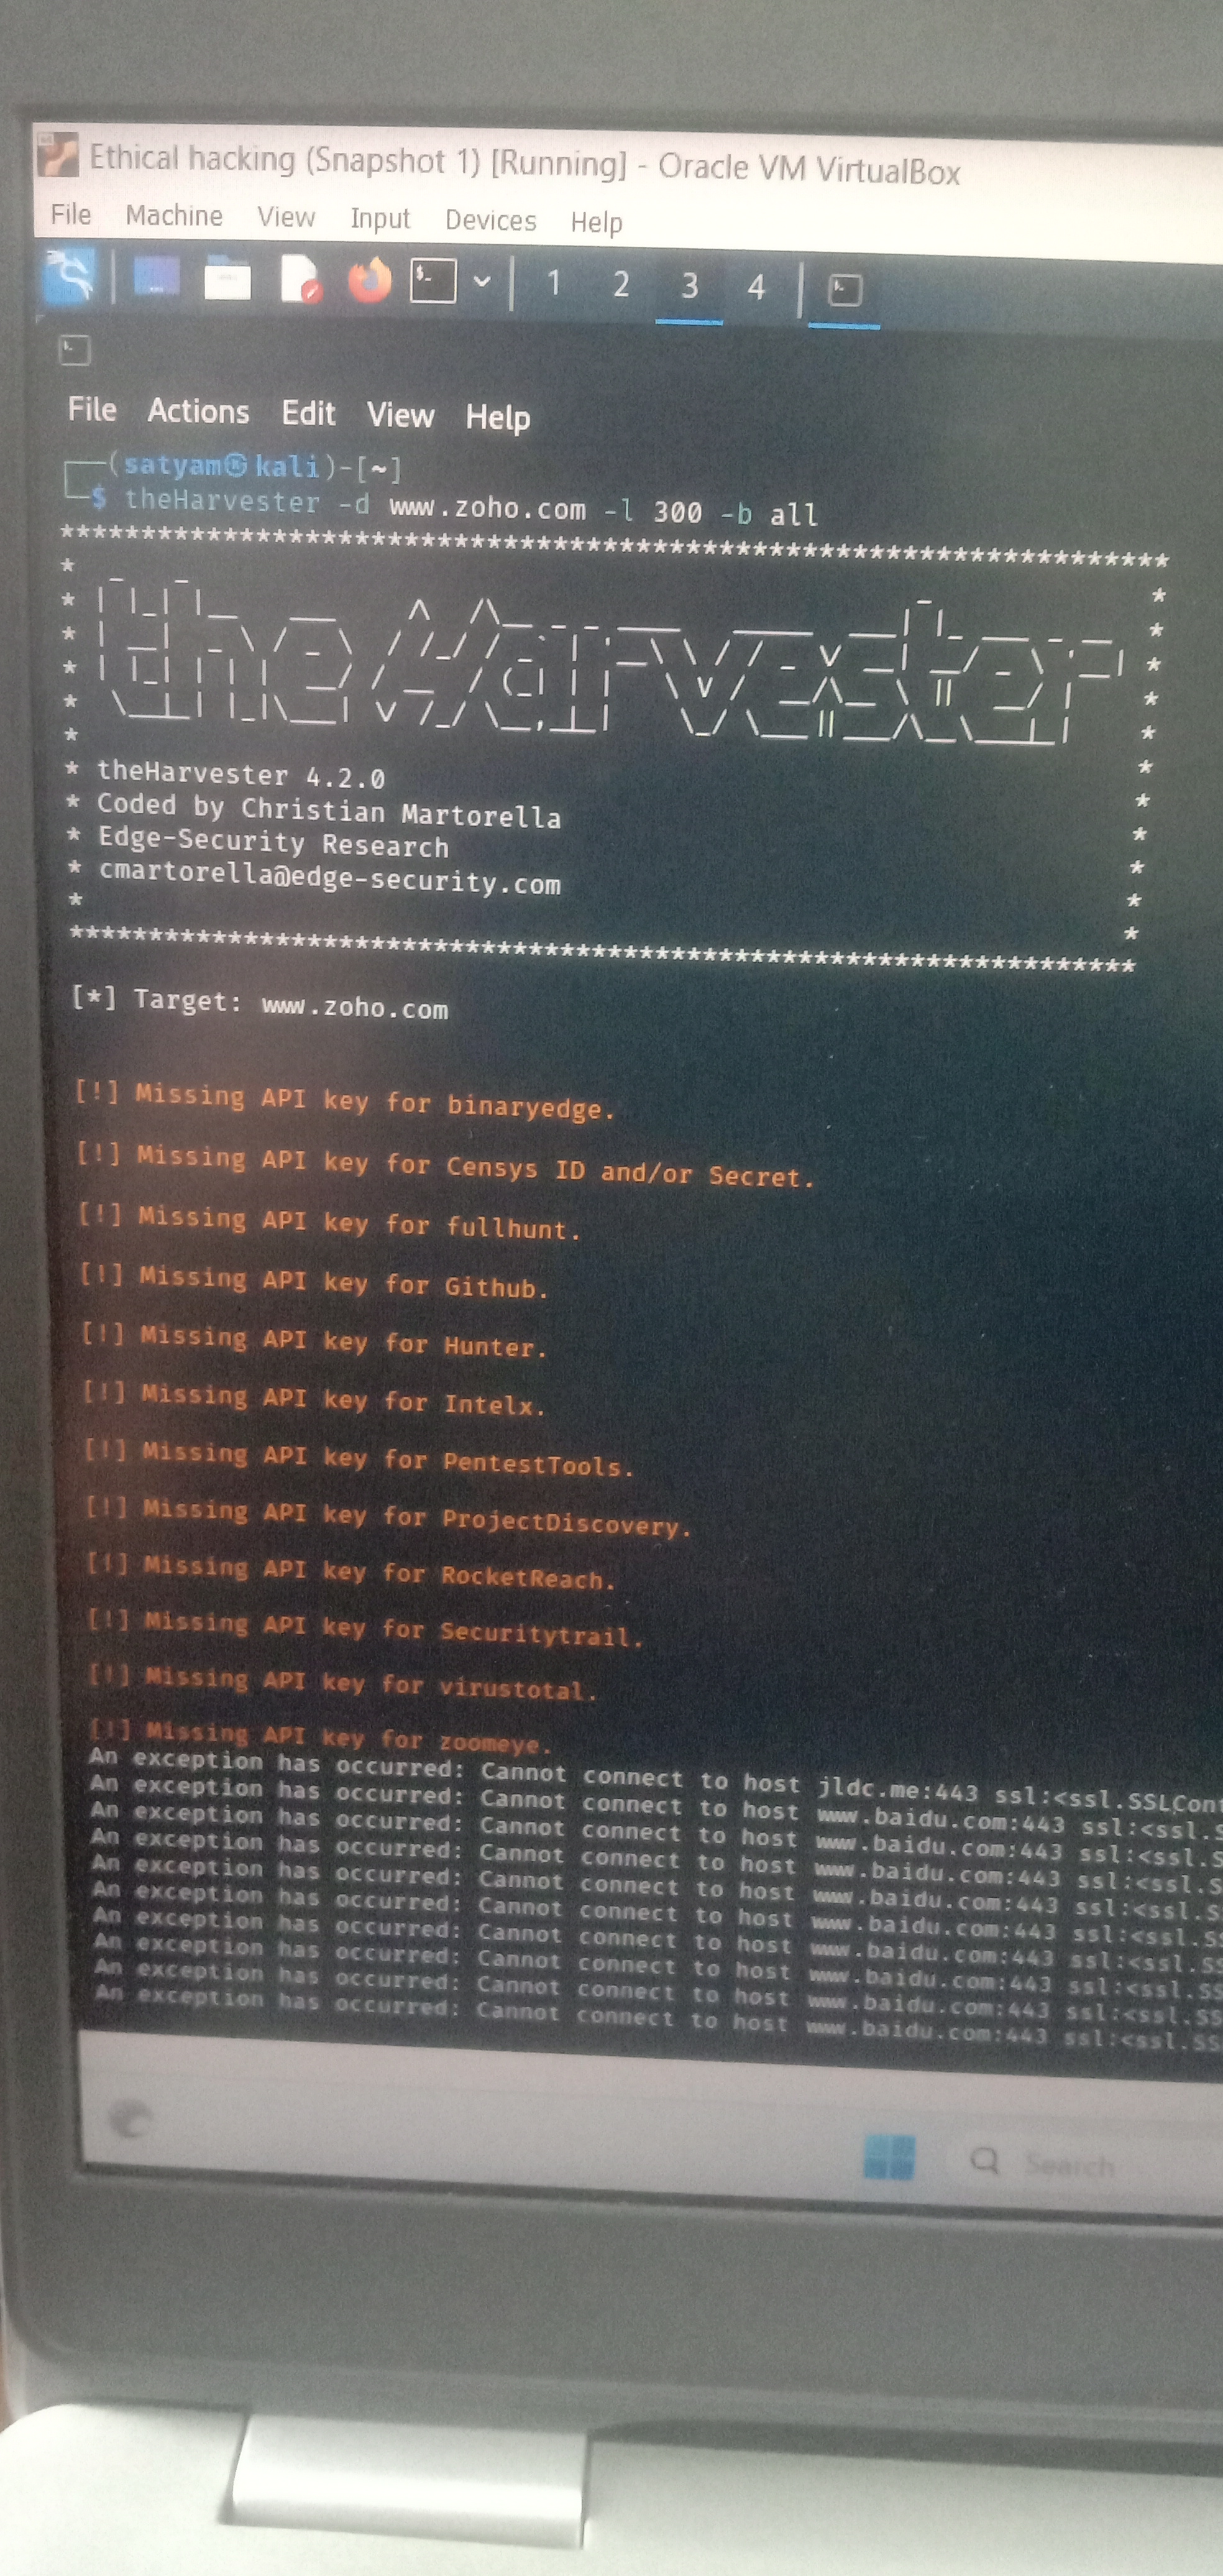 Ethical hacking (Snapshot 1) [Running] - Oracle VM VirtualBox
File Machine View Input Devices Help
1 2 3 4
File Actions Edit View Help
(satyam㉿kali)-[~]
$ theHarvester -d www.zoho.com -l 300 -b all
*******************************************************************
* theHarvester 4.2.0 *
* Coded by Christian Martorella *
* Edge-Security Research *
* cmartorella@edge-security.com *
* *
*******************************************************************
[*] Target: www.zoho.com
[!] Missing API key for binaryedge.
[!] Missing API key for Censys ID and/or Secret.
[!] Missing API key for fullhunt.
[!] Missing API key for Github.
[!] Missing API key for Hunter.
[!] Missing API key for Intelx.
[!] Missing API key for PentestTools.
[!] Missing API key for ProjectDiscovery.
[!] Missing API key for RocketReach.
[!] Missing API key for Securitytrail.
[!] Missing API key for virustotal.
[!] Missing API key for zoomeye.
An exception has occurred: Cannot connect to host jldc.me:443 ssl:<ssl.SSLCont
An exception has occurred: Cannot connect to host www.baidu.com:443 ssl:<ssl.S
An exception has occurred: Cannot connect to host www.baidu.com:443 ssl:<ssl.S
An exception has occurred: Cannot connect to host www.baidu.com:443 ssl:<ssl.S
An exception has occurred: Cannot connect to host www.baidu.com:443 ssl:<ssl.S
An exception has occurred: Cannot connect to host www.baidu.com:443 ssl:<ssl.SS
An exception has occurred: Cannot connect to host www.baidu.com:443 ssl:<ssl.SS
An exception has occurred: Cannot connect to host www.baidu.com:443 ssl:<ssl.SS
An exception has occurred: Cannot connect to host www.baidu.com:443 ssl:<ssl.SS
An exception has occurred: Cannot connect to host www.baidu.com:443 ssl:<ssl.SS
Search